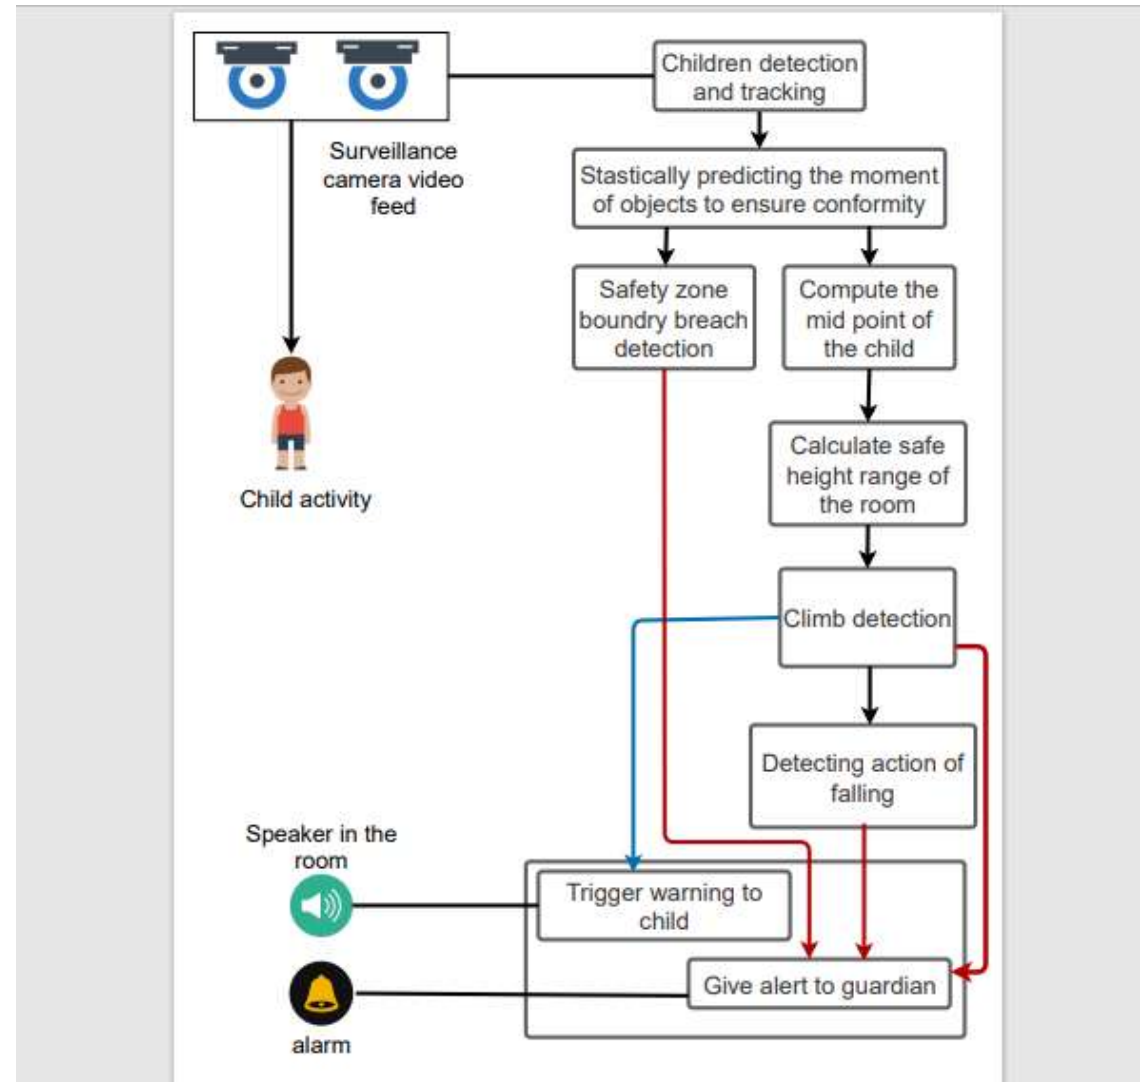 Children detection
and tracking
Surveillance
camera video
feed
Stastically predicting the moment
of objects to ensure conformity
Safety zone
boundry breach
detection
Compute the
mid point of
the child
Calculate safe
height range of
the room
Child activity
Climb detection
Detecting action of
falling
Speaker in the
room
Trigger warning to
child
Give alert to guardian
alarm